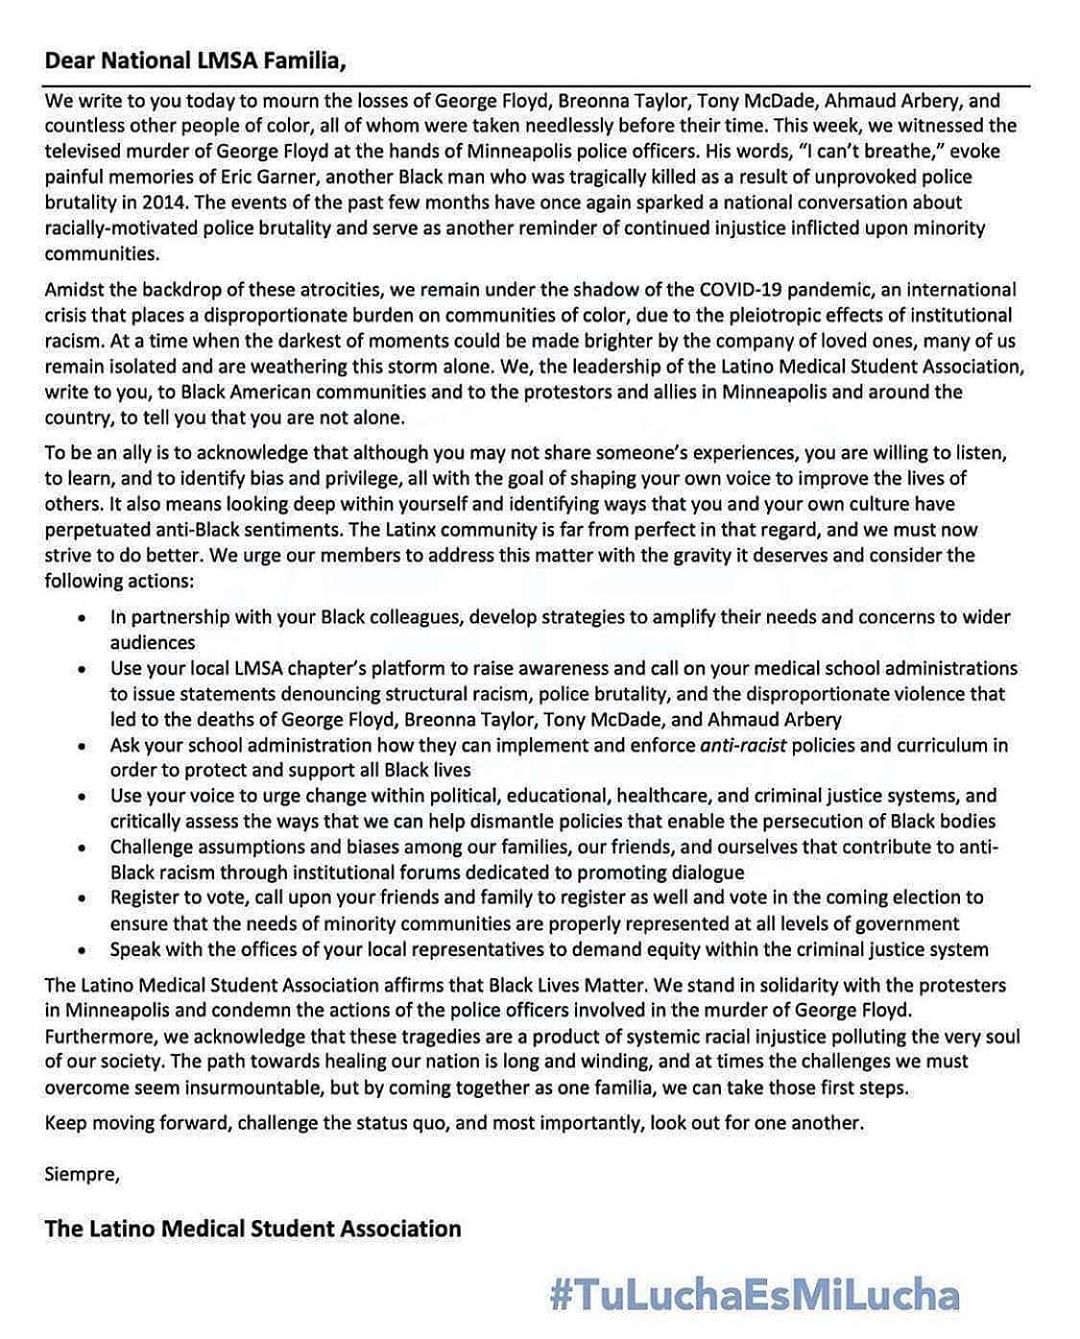 Dear National LMSA Familia,
We write to you today to mourn the losses of George Floyd, Breonna Taylor, Tony McDade, Ahmaud Arbery, and
countless other people of color, all of whom were taken needlessly before their time. This week, we witnessed the
televised murder of George Floyd at the hands of Minneapolis police officers. His words, “I can’t breathe,” evoke
painful memories of Eric Garner, another Black man who was tragically killed as a result of unprovoked police
brutality in 2014. The events of the past few months have once again sparked a national conversation about
racially-motivated police brutality and serve as another reminder of continued injustice inflicted upon minority
communities.
Amidst the backdrop of these atrocities, we remain under the shadow of the COVID-19 pandemic, an international
crisis that places a disproportionate burden on communities of color, due to the pleiotropic effects of institutional
racism. At a time when the darkest of moments could be made brighter by the company of loved ones, many of us
remain isolated and are weathering this storm alone. We, the leadership of the Latino Medical Student Association,
write to you, to Black American communities and to the protestors and allies in Minneapolis and around the
country, to tell you that you are not alone.
To be an ally is to acknowledge that although you may not share someone’s experiences, you are willing to listen,
to learn, and to identify bias and privilege, all with the goal of shaping your own voice to improve the lives of
others. It also means looking deep within yourself and identifying ways that you and your own culture have
perpetuated anti-Black sentiments. The Latinx community is far from perfect in that regard, and we must now
strive to do better. We urge our members to address this matter with the gravity it deserves and consider the
following actions:
• In partnership with your Black colleagues, develop strategies to amplify their needs and concerns to wider
audiences
• Use your local LMSA chapter’s platform to raise awareness and call on your medical school administrations
to issue statements denouncing structural racism, police brutality, and the disproportionate violence that
led to the deaths of George Floyd, Breonna Taylor, Tony McDade, and Ahmaud Arbery
• Ask your school administration how they can implement and enforce anti-racist policies and curriculum in
order to protect and support all Black lives
• Use your voice to urge change within political, educational, healthcare, and criminal justice systems, and
critically assess the ways that we can help dismantle policies that enable the persecution of Black bodies
• Challenge assumptions and biases among our families, our friends, and ourselves that contribute to anti-
Black racism through institutional forums dedicated to promoting dialogue
• Register to vote, call upon your friends and family to register as well and vote in the coming election to
ensure that the needs of minority communities are properly represented at all levels of government
• Speak with the offices of your local representatives to demand equity within the criminal justice system
The Latino Medical Student Association affirms that Black Lives Matter. We stand in solidarity with the protesters
in Minneapolis and condemn the actions of the police officers involved in the murder of George Floyd.
Furthermore, we acknowledge that these tragedies are a product of systemic racial injustice polluting the very soul
of our society. The path towards healing our nation is long and winding, and at times the challenges we must
overcome seem insurmountable, but by coming together as one familia, we can take those first steps.
Keep moving forward, challenge the status quo, and most importantly, look out for one another.
Siempre,
The Latino Medical Student Association
#TuLuchaEsMiLucha